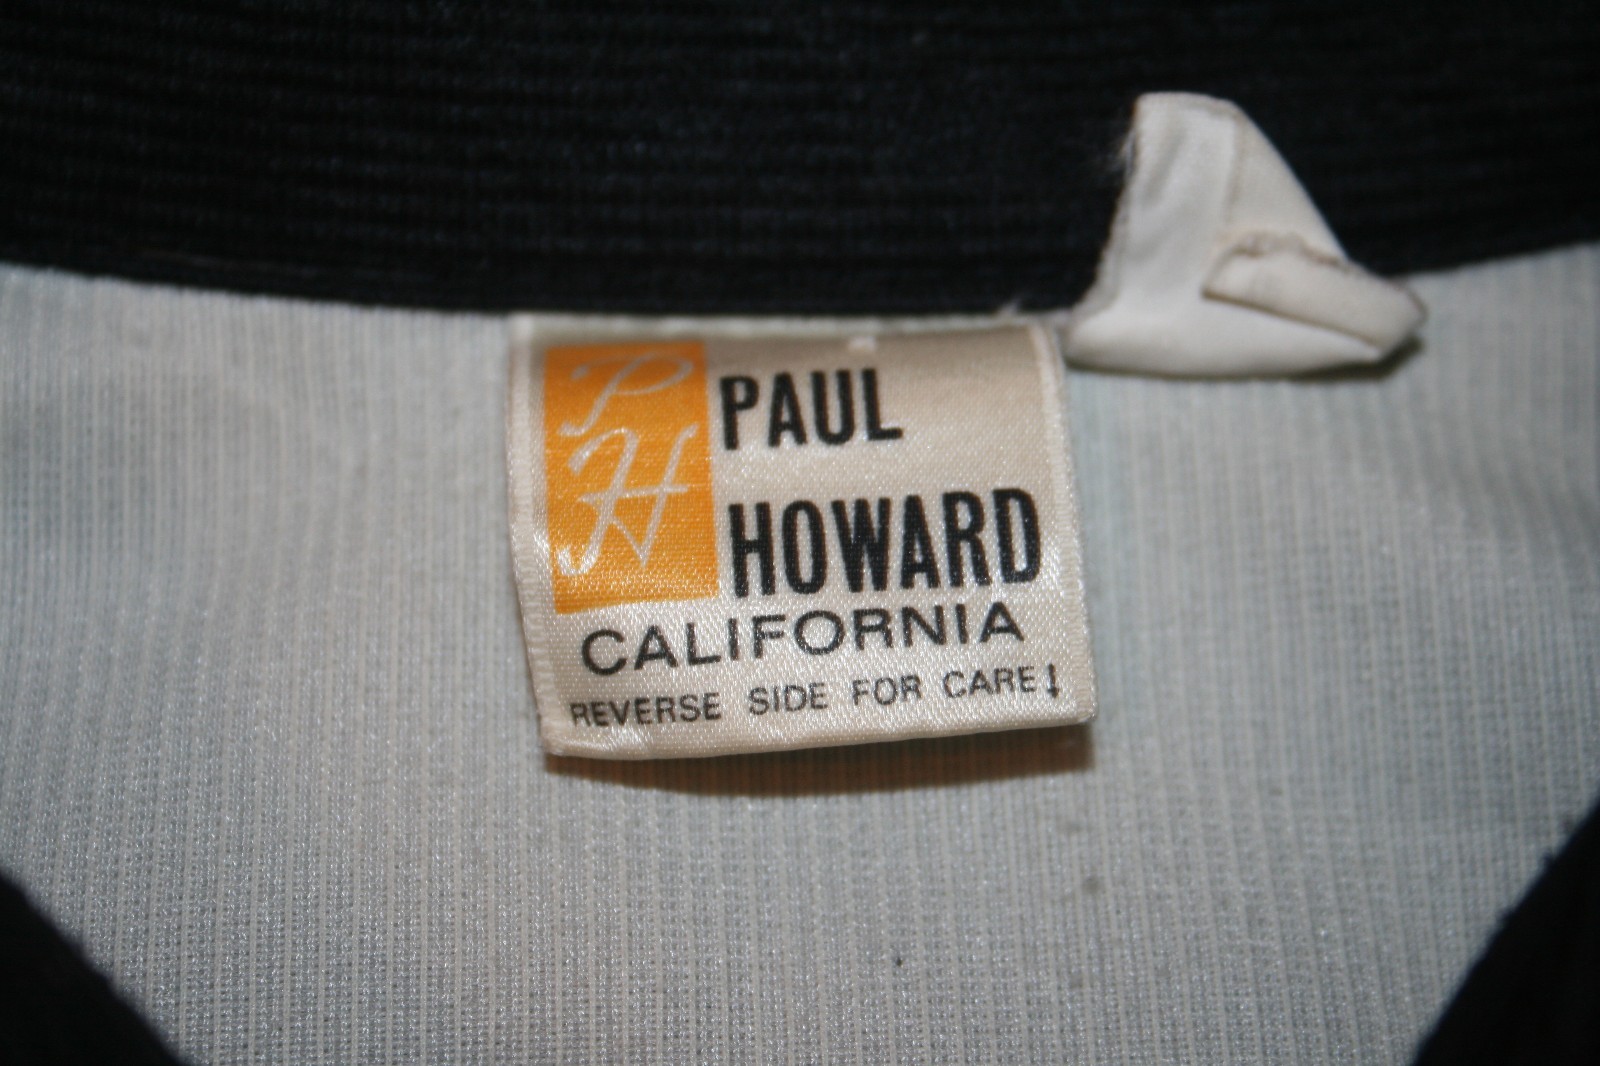 PH
PAUL
HOWARD
CALIFORNIA
REVERSE SIDE FOR CARE↓